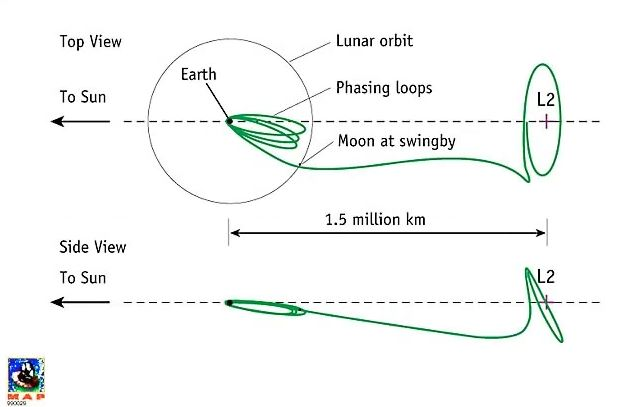 Top View
Lunar orbit
Earth
Phasing loops
To Sun
L2
Moon at swingby
1.5 million km
Side View
To Sun
L2
MAP
990029